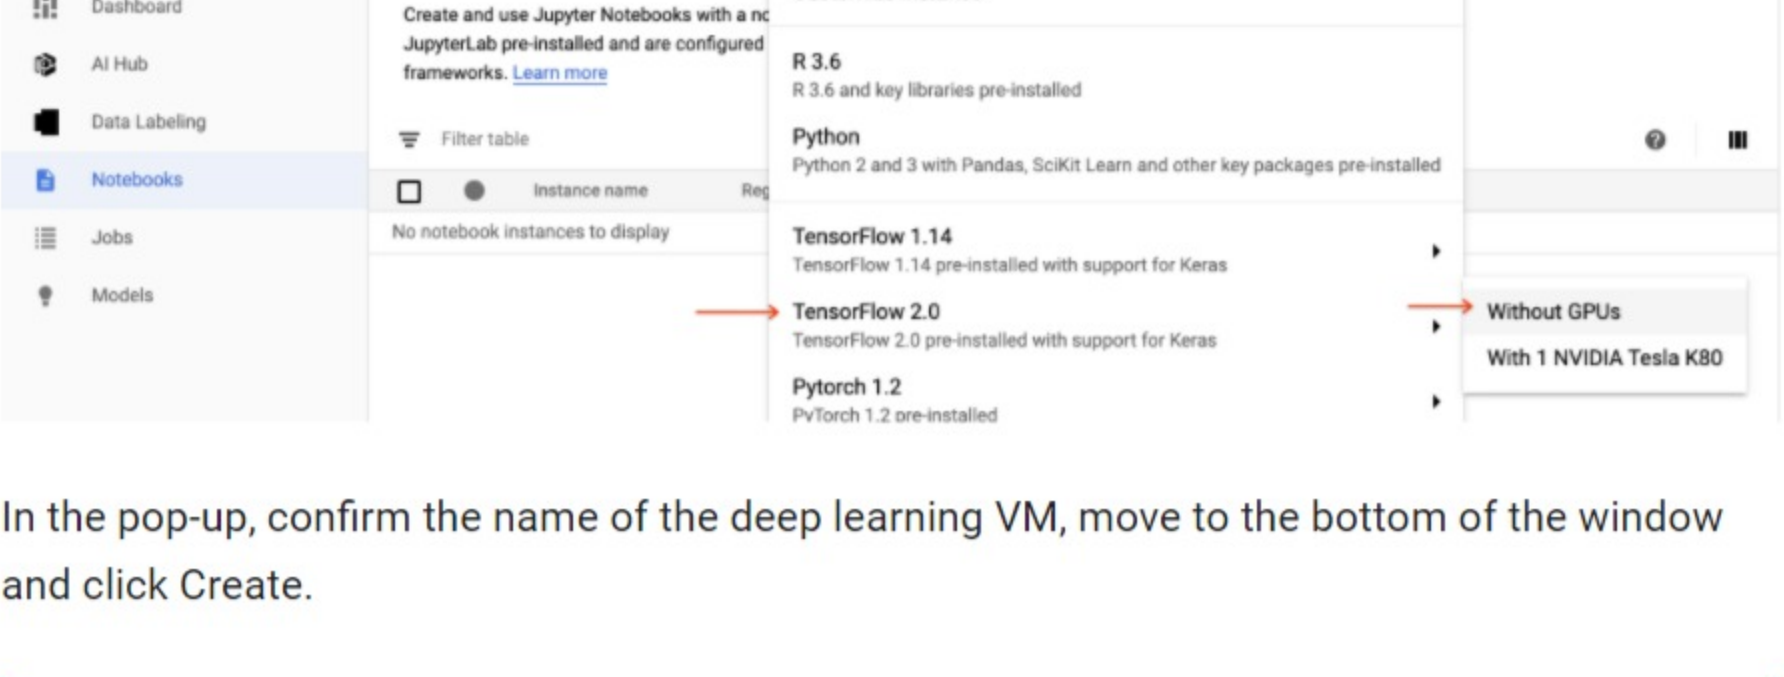 Dashboard
Create and use Jupyter Notebooks with a no
JupyterLab pre-installed and are configured
frameworks. Learn more
AI Hub
Data Labeling
Notebooks
Jobs
Models
Filter table
Instance name Reg
No notebook instances to display
R 3.6
R 3.6 and key libraries pre-installed
Python
Python 2 and 3 with Pandas, SciKit Learn and other key packages pre-installed
TensorFlow 1.14
TensorFlow 1.14 pre-installed with support for Keras
TensorFlow 2.0
TensorFlow 2.0 pre-installed with support for Keras
Pytorch 1.2
PyTorch 1.2 pre-installed
Without GPUs
With 1 NVIDIA Tesla K80
In the pop-up, confirm the name of the deep learning VM, move to the bottom of the window
and click Create.